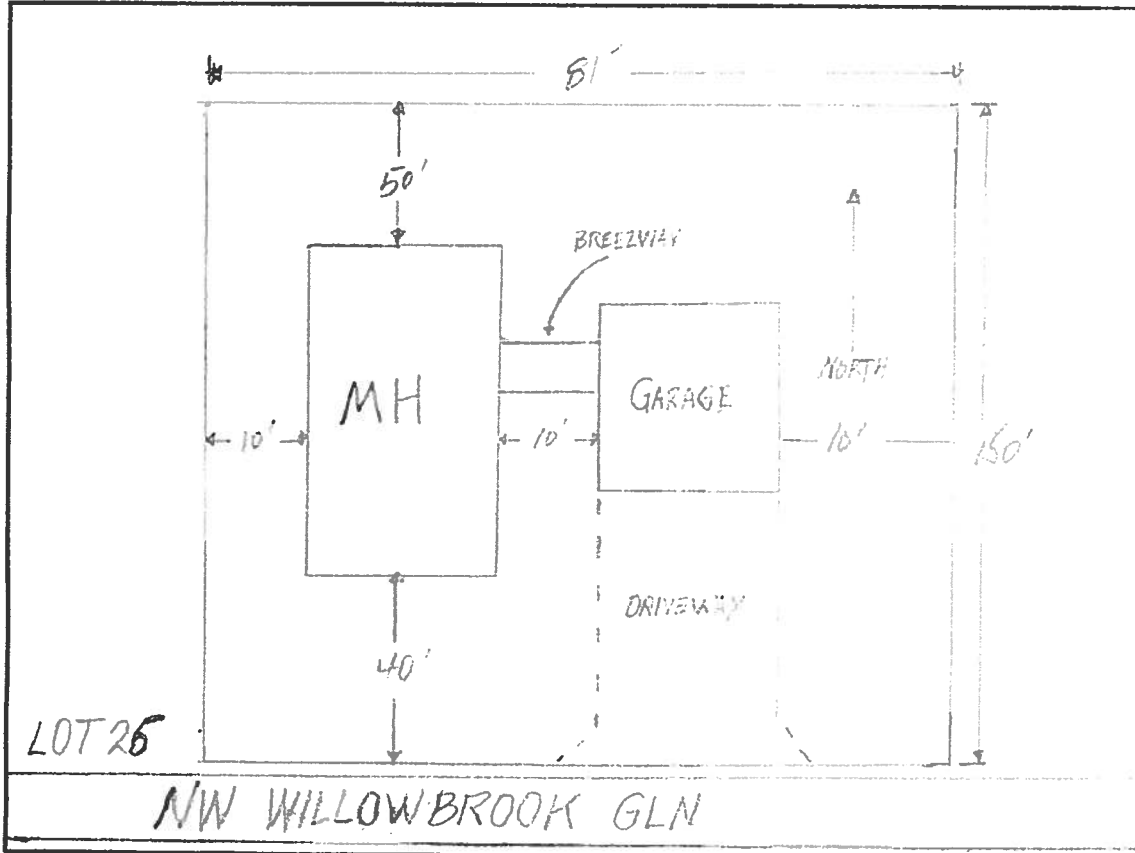 81'
50'
BREEZWAY
NORTH
MH
GARAGE
10'
10'
10'
150'
DRIVEWAY
40'
LOT 26
NW WILLOWBROOK GLN